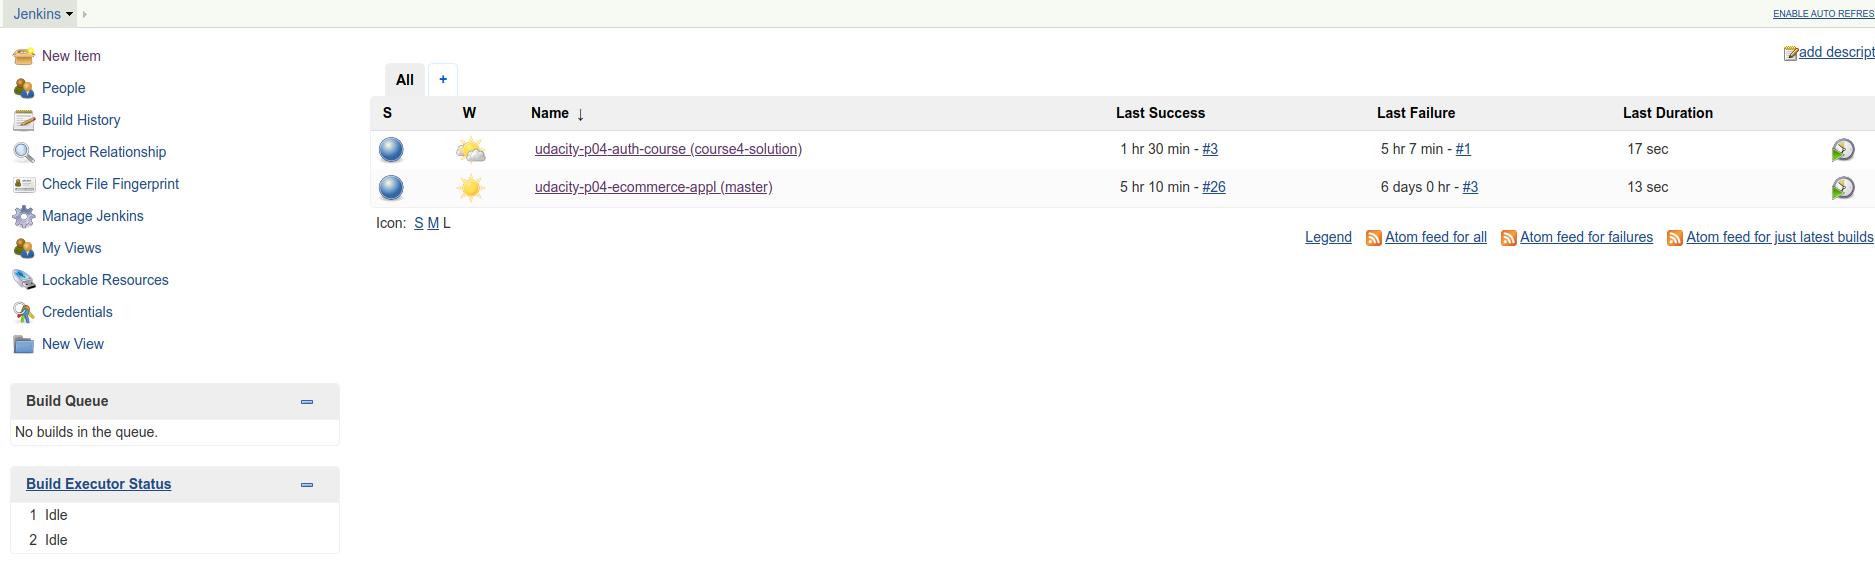 Jenkins
ENABLE AUTO REFRES
New Item
People
Build History
Project Relationship
Check File Fingerprint
Manage Jenkins
My Views
Lockable Resources
Credentials
New View
Build Queue
No builds in the queue.
Build Executor Status
1 Idle
2 Idle
add descript
All +
S W Name ↓ Last Success Last Failure Last Duration
udacity-p04-auth-course (course4-solution) 1 hr 30 min - #3 5 hr 7 min - #1 17 sec
udacity-p04-ecommerce-appl (master) 5 hr 10 min - #26 6 days 0 hr - #3 13 sec
Icon: S M L
Legend Atom feed for all Atom feed for failures Atom feed for just latest builds